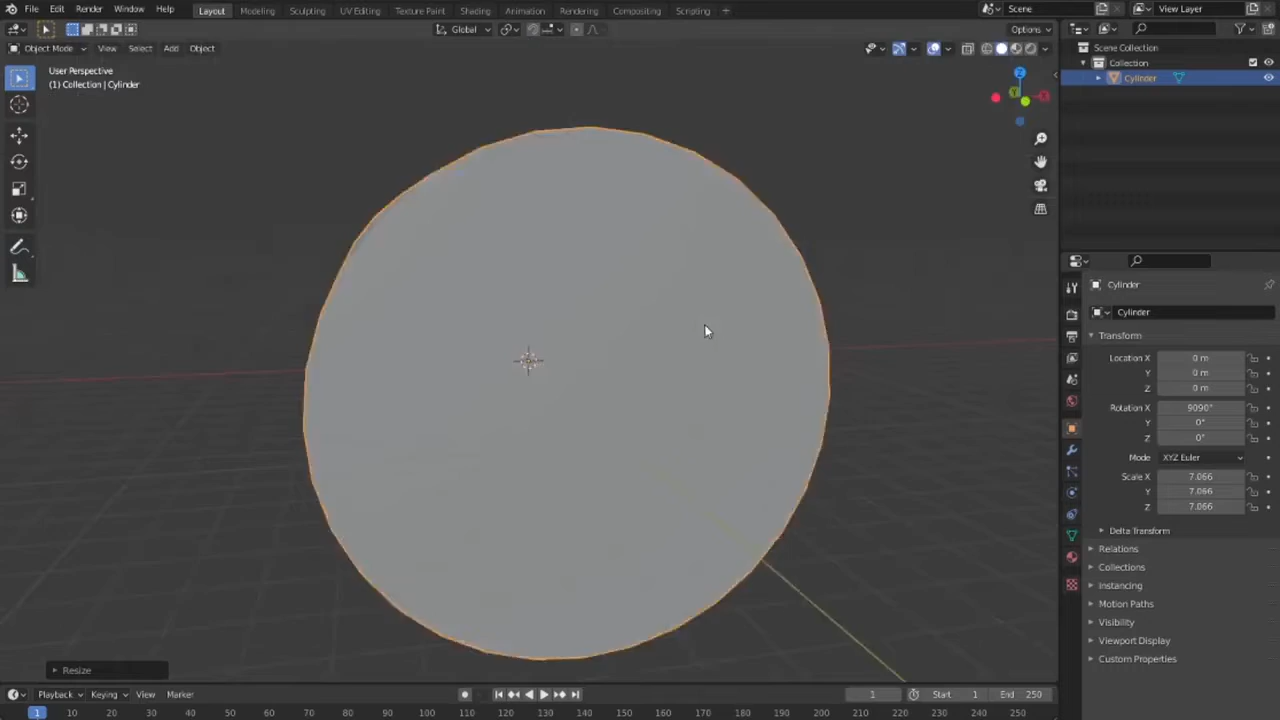 File Edit Render Window Help Layout Modeling Sculpting UV Editing Texture Paint Shading Animation Rendering Compositing Scripting + Scene View Layer
Global Options
Object Mode View Select Add Object
User Perspective
(1) Collection | Cylinder
Scene Collection
Collection
Cylinder
Z
Y
X
Cylinder
Cylinder
Transform
Location X 0 m
Y 0 m
Z 0 m
Rotation X 9090°
Y 0°
Z 0°
Mode XYZ Euler
Scale X 7.066
Y 7.066
Z 7.066
Delta Transform
Relations
Collections
Instancing
Motion Paths
Visibility
Viewport Display
Custom Properties
Resize
Playback Keying View Marker 1 Start 1 End 250
1 10 20 30 40 50 60 70 80 90 100 110 120 130 140 150 160 170 180 190 200 210 220 230 240 250